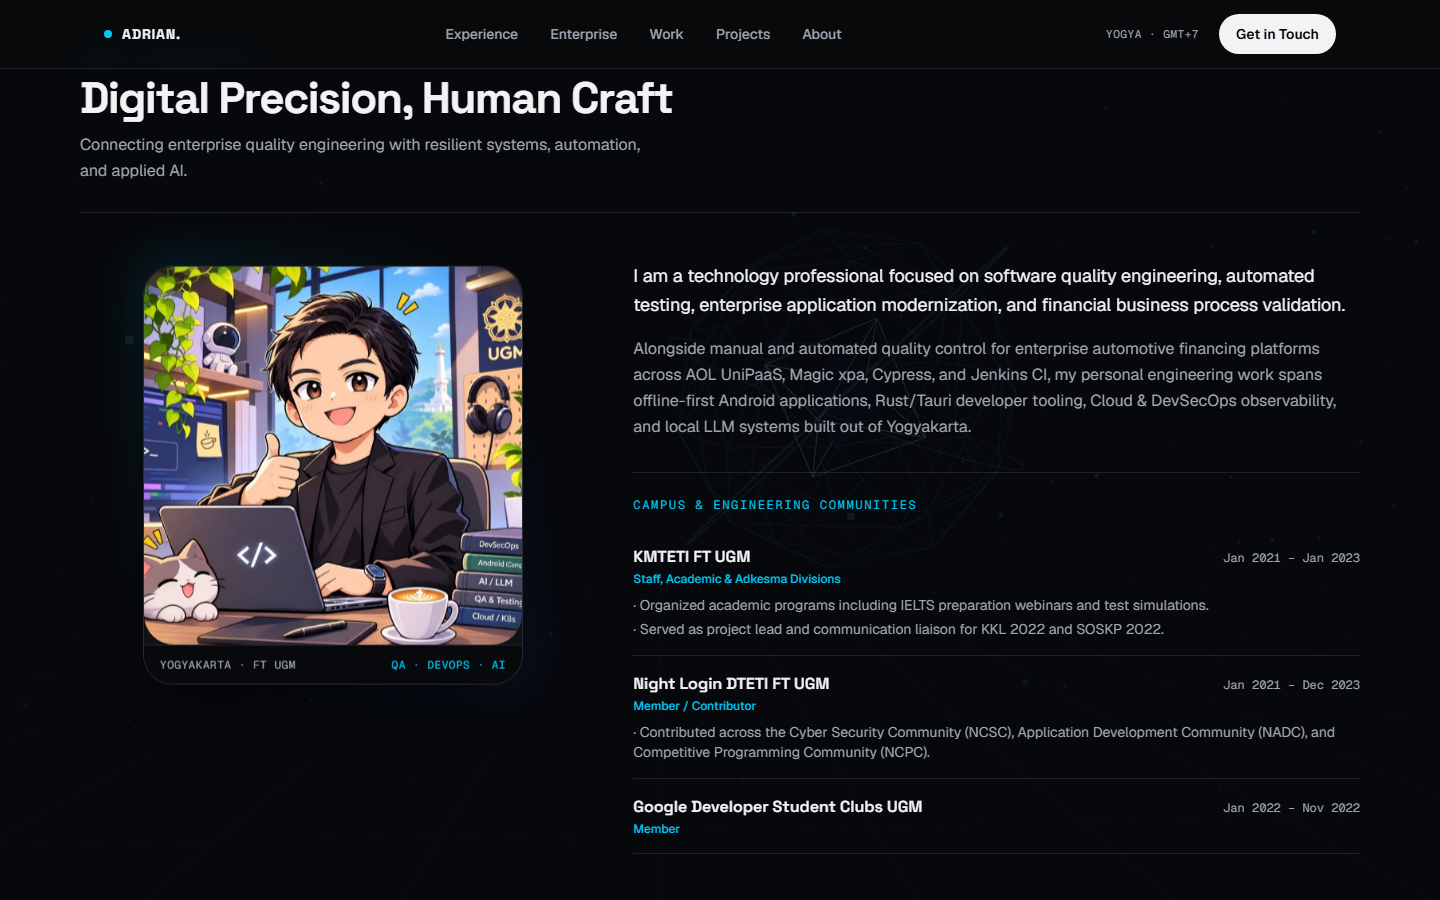 ADRIAN.
Experience
Enterprise
Work
Projects
About
YOGYA · GMT+7
Get in Touch
Digital Precision, Human Craft
Connecting enterprise quality engineering with resilient systems, automation,
and applied AI.
UGM
</>
DevSecOps
AI / LLM
Cloud / K8s
YOGYAKARTA · FT UGM
QA · DEVOPS · AI
I am a technology professional focused on software quality engineering, automated
testing, enterprise application modernization, and financial business process validation.
Alongside manual and automated quality control for enterprise automotive financing platforms
across AOL UniPaaS, Magic xpa, Cypress, and Jenkins CI, my personal engineering work spans
offline-first Android applications, Rust/Tauri developer tooling, Cloud & DevSecOps observability,
and local LLM systems built out of Yogyakarta.
CAMPUS & ENGINEERING COMMUNITIES
KMTETI FT UGM
Jan 2021 – Jan 2023
Staff, Academic & Adkesma Divisions
· Organized academic programs including IELTS preparation webinars and test simulations.
· Served as project lead and communication liaison for KKL 2022 and SOSKP 2022.
Night Login DTETI FT UGM
Jan 2021 – Dec 2023
Member / Contributor
· Contributed across the Cyber Security Community (NCSC), Application Development Community (NADC), and
Competitive Programming Community (NCPC).
Google Developer Student Clubs UGM
Jan 2022 – Nov 2022
Member